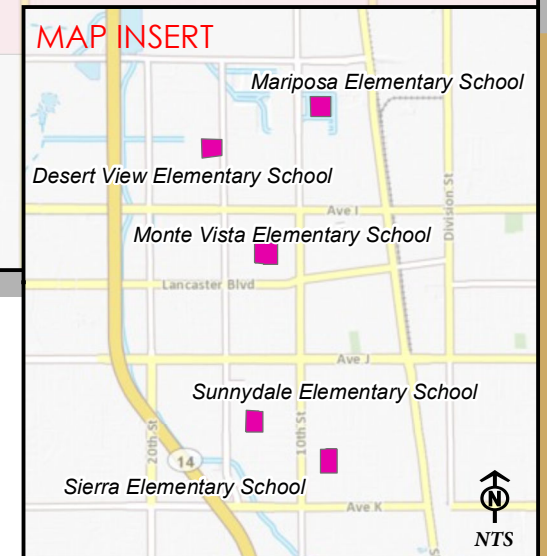 MAP INSERT
Mariposa Elementary School
Desert View Elementary School
Ave I
Division St
Monte Vista Elementary School
Lancaster Blvd
Ave J
Sunnydale Elementary School
20th St
10th St
14
Sierra Elementary School
Ave K
N
NTS
S